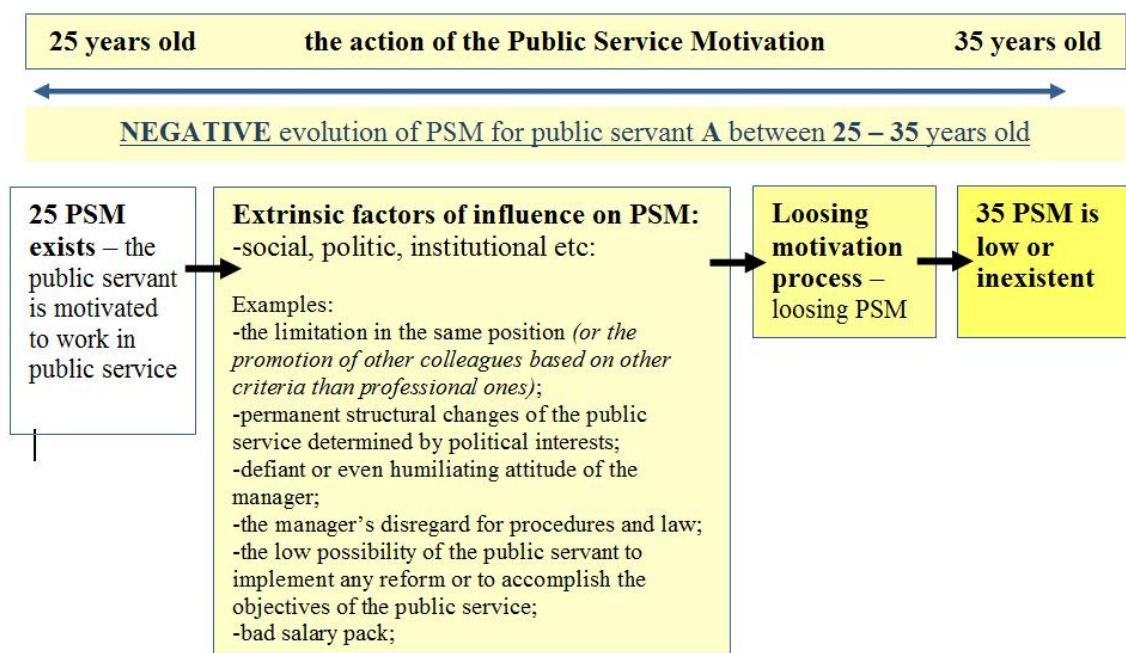 25 years old the action of the Public Service Motivation 35 years old
NEGATIVE evolution of PSM for public servant A between 25 – 35 years old
25 PSM
exists – the
public servant
is motivated
to work in
public service
Extrinsic factors of influence on PSM:
-social, politic, institutional etc:
Examples:
-the limitation in the same position (or the
promotion of other colleagues based on other
criteria than professional ones);
-permanent structural changes of the public
service determined by political interests;
-defiant or even humiliating attitude of the
manager;
-the manager's disregard for procedures and law;
-the low possibility of the public servant to
implement any reform or to accomplish the
objectives of the public service;
-bad salary pack;
Loosing
motivation
process –
loosing PSM
35 PSM is
low or
inexistent